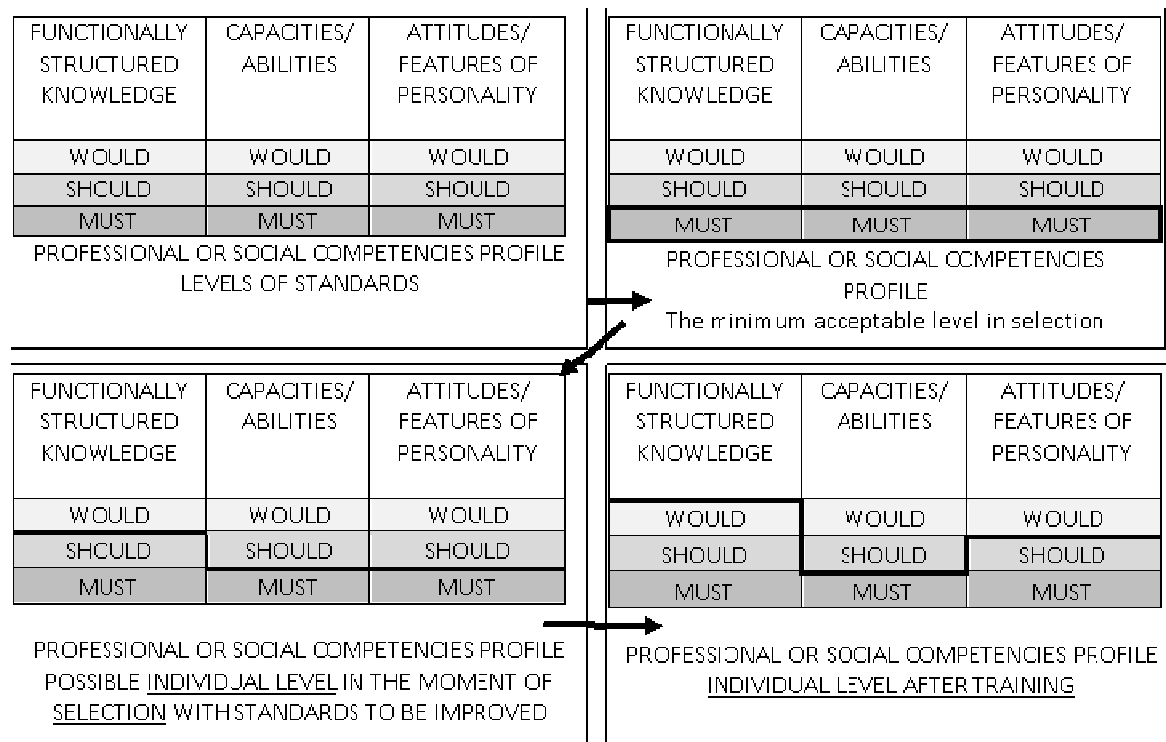 FUNCTIONALLY
STRUCTURED
KNOWLEDGE
CAPACITIES/
ABILITIES
ATTITUDES/
FEATURES OF
PERSONALITY
WOULD WOULD WOULD
SHOULD SHOULD SHOULD
MUST MUST MUST
PROFESSIONAL OR SOCIAL COMPETENCIES PROFILE
LEVELS OF STANDARDS
FUNCTIONALLY
STRUCTURED
KNOWLEDGE
CAPACITIES/
ABILITIES
ATTITUDES/
FEATURES OF
PERSONALITY
WOULD WOULD WOULD
SHOULD SHOULD SHOULD
MUST MUST MUST
PROFESSIONAL OR SOCIAL COMPETENCIES
PROFILE
The minimum acceptable level in selection
FUNCTIONALLY
STRUCTURED
KNOWLEDGE
CAPACITIES/
ABILITIES
ATTITUDES/
FEATURES OF
PERSONALITY
WOULD WOULD WOULD
SHOULD SHOULD SHOULD
MUST MUST MUST
PROFESSIONAL OR SOCIAL COMPETENCIES PROFILE
POSSIBLE INDIVIDUAL LEVEL IN THE MOMENT OF
SELECTION WITH STANDARDS TO BE IMPROVED
FUNCTIONALLY
STRUCTURED
KNOWLEDGE
CAPACITIES/
ABILITIES
ATTITUDES/
FEATURES OF
PERSONALITY
WOULD WOULD WOULD
SHOULD SHOULD SHOULD
MUST MUST MUST
PROFESSIONAL OR SOCIAL COMPETENCIES PROFILE
INDIVIDUAL LEVEL AFTER TRAINING